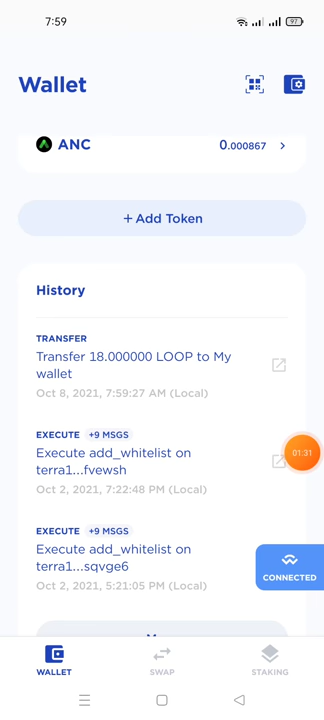 7:59
97
Wallet
ANC
0.000867
+ Add Token
History
TRANSFER
Transfer 18.000000 LOOP to My
wallet
Oct 8, 2021, 7:59:27 AM (Local)
EXECUTE +9 MSGS
Execute add_whitelist on
terra1...fvewsh
01:31
Oct 2, 2021, 7:22:48 PM (Local)
EXECUTE +9 MSGS
Execute add_whitelist on
terra1...sqvge6
CONNECTED
Oct 2, 2021, 5:21:05 PM (Local)
WALLET SWAP STAKING